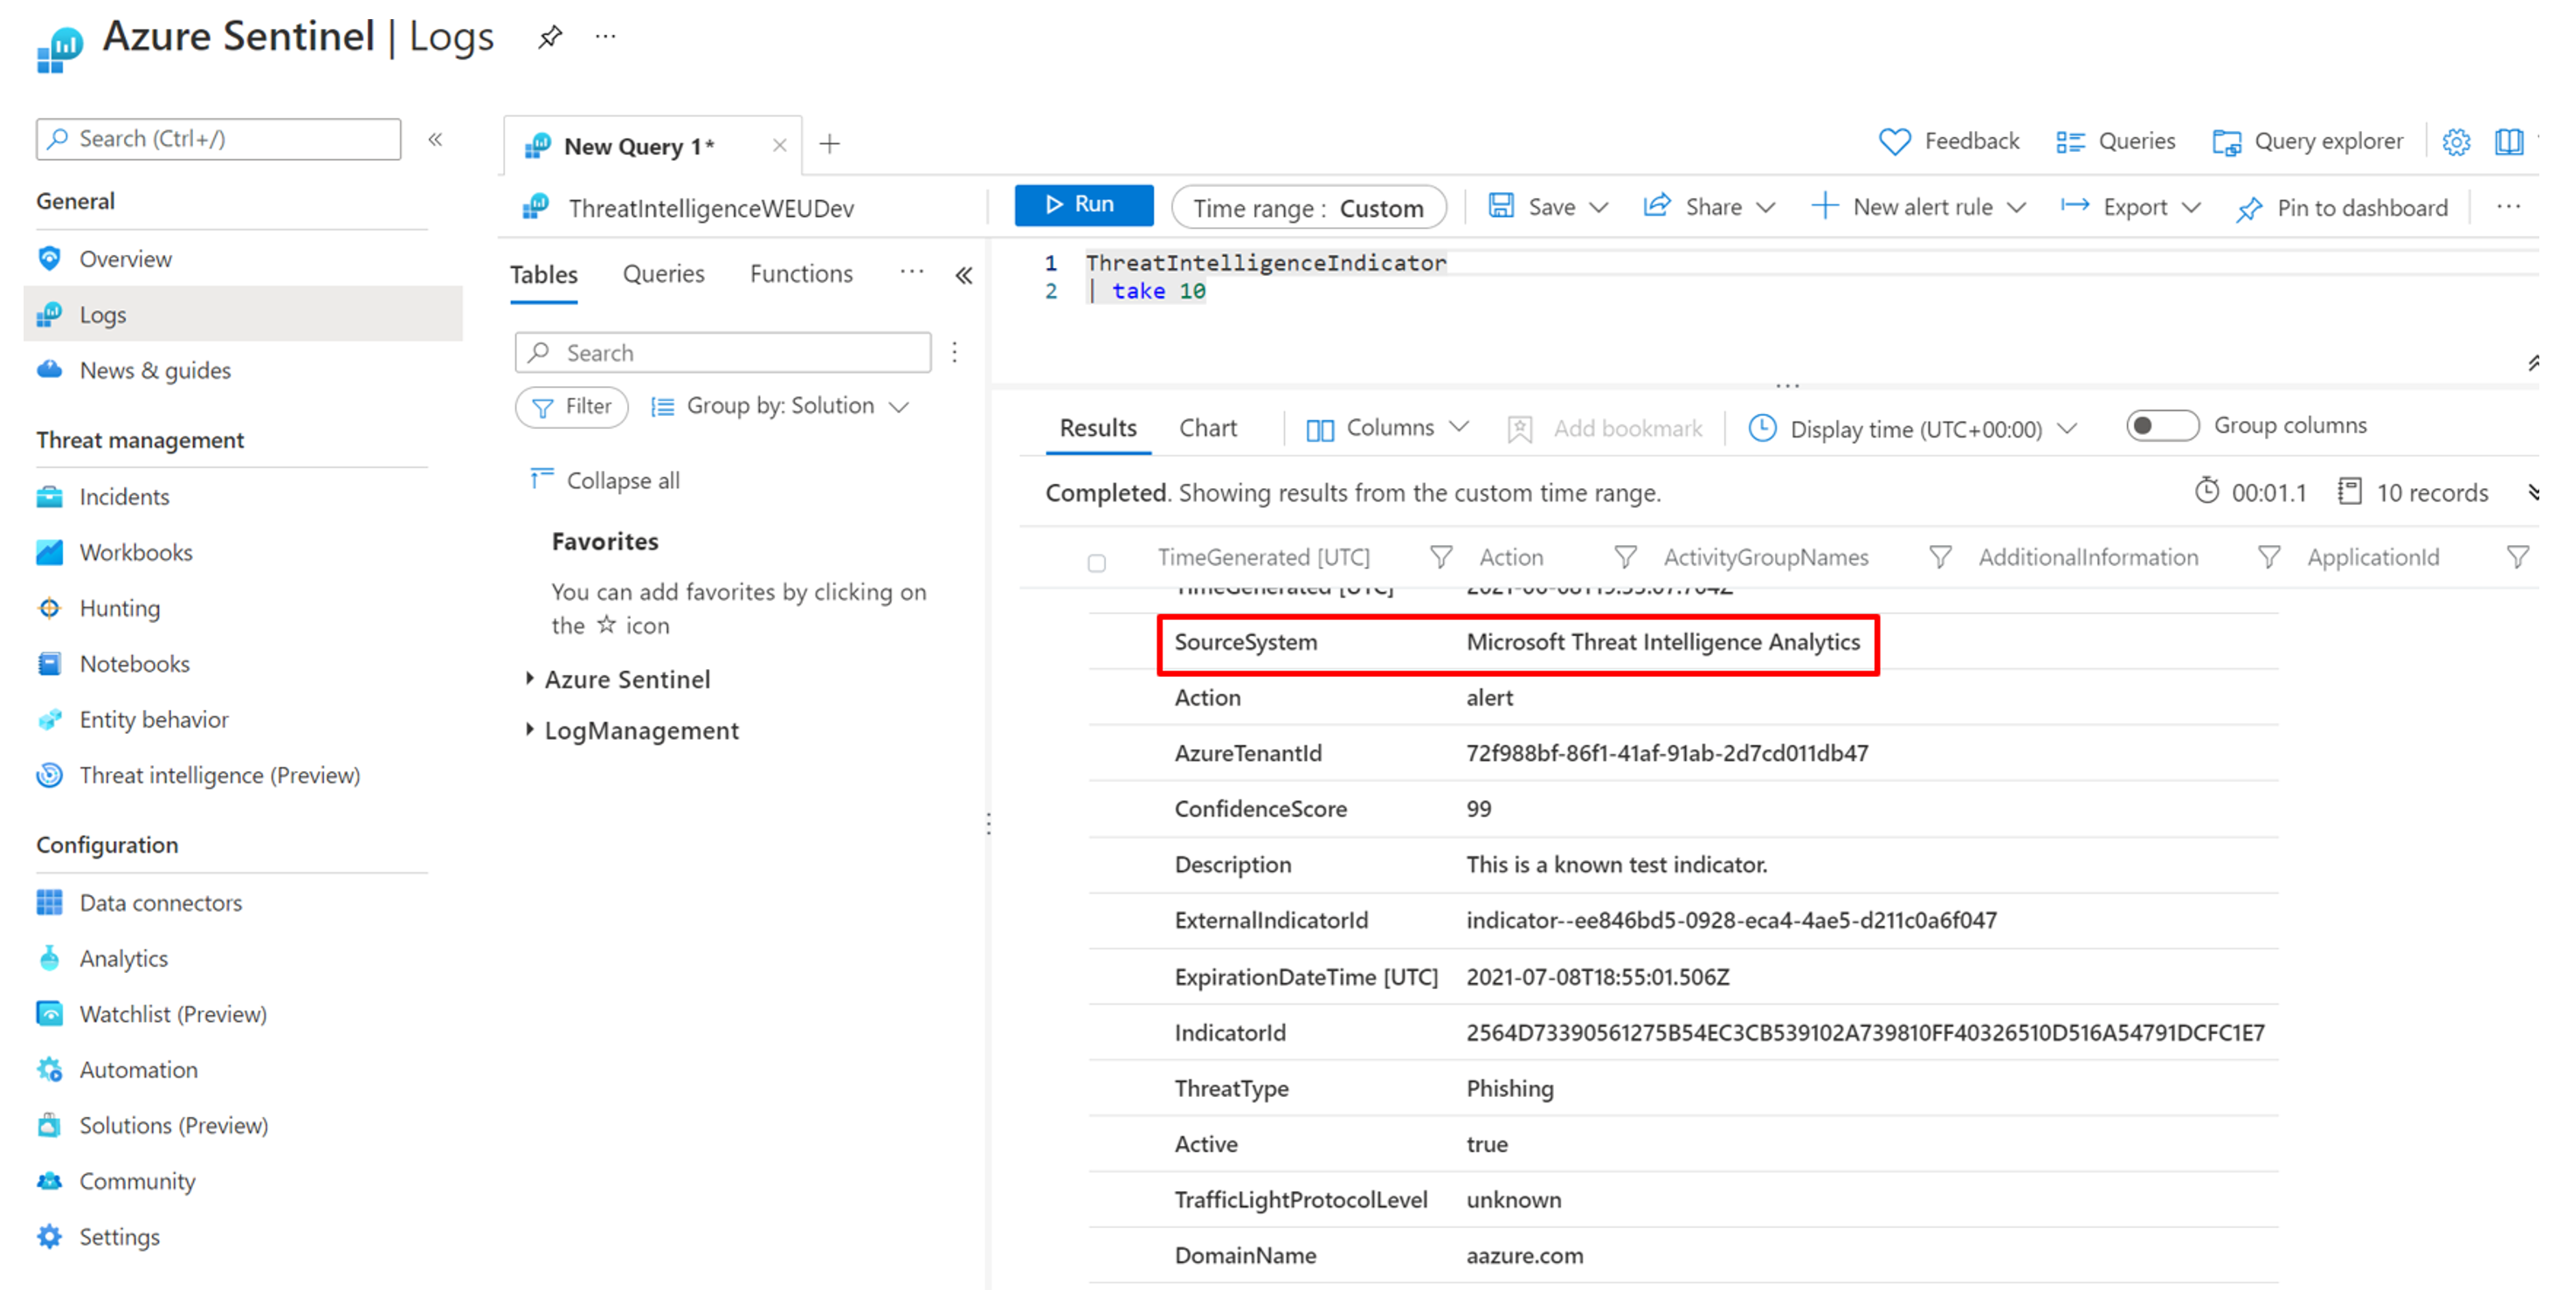 Azure Sentinel | Logs
Search (Ctrl+/)
General
Overview
Logs
News & guides
Threat management
Incidents
Workbooks
Hunting
Notebooks
Entity behavior
Threat intelligence (Preview)
Configuration
Data connectors
Analytics
Watchlist (Preview)
Automation
Solutions (Preview)
Community
Settings
New Query 1*
Feedback Queries Query explorer
ThreatIntelligenceWEUDev
Run Time range : Custom Save Share New alert rule Export Pin to dashboard
Tables Queries Functions
Search
Filter Group by: Solution
Collapse all
Favorites
You can add favorites by clicking on
the ☆ icon
Azure Sentinel
LogManagement
1 ThreatIntelligenceIndicator
2 | take 10
Results Chart Columns Add bookmark Display time (UTC+00:00) Group columns
Completed. Showing results from the custom time range. 00:01.1 10 records
TimeGenerated [UTC] Action ActivityGroupNames AdditionalInformation ApplicationId
TimeGenerated [UTC]
SourceSystem Microsoft Threat Intelligence Analytics
Action alert
AzureTenantId 72f988bf-86f1-41af-91ab-2d7cd011db47
ConfidenceScore 99
Description This is a known test indicator.
ExternalIndicatorId indicator--ee846bd5-0928-eca4-4ae5-d211c0a6f047
ExpirationDateTime [UTC] 2021-07-08T18:55:01.506Z
IndicatorId 2564D73390561275B54EC3CB539102A739810FF40326510D516A54791DCFC1E7
ThreatType Phishing
Active true
TrafficLightProtocolLevel unknown
DomainName aazure.com